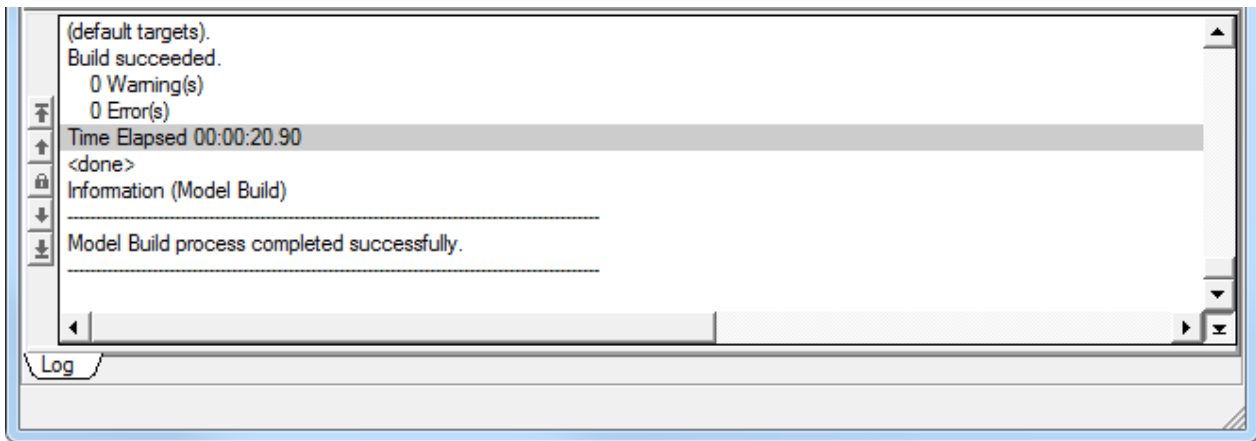 (default targets).
Build succeeded.
0 Warning(s)
0 Error(s)
Time Elapsed 00:00:20.90
<done>
Information (Model Build)
--------------------------------------------------------------------------------
Model Build process completed successfully.
--------------------------------------------------------------------------------
Log